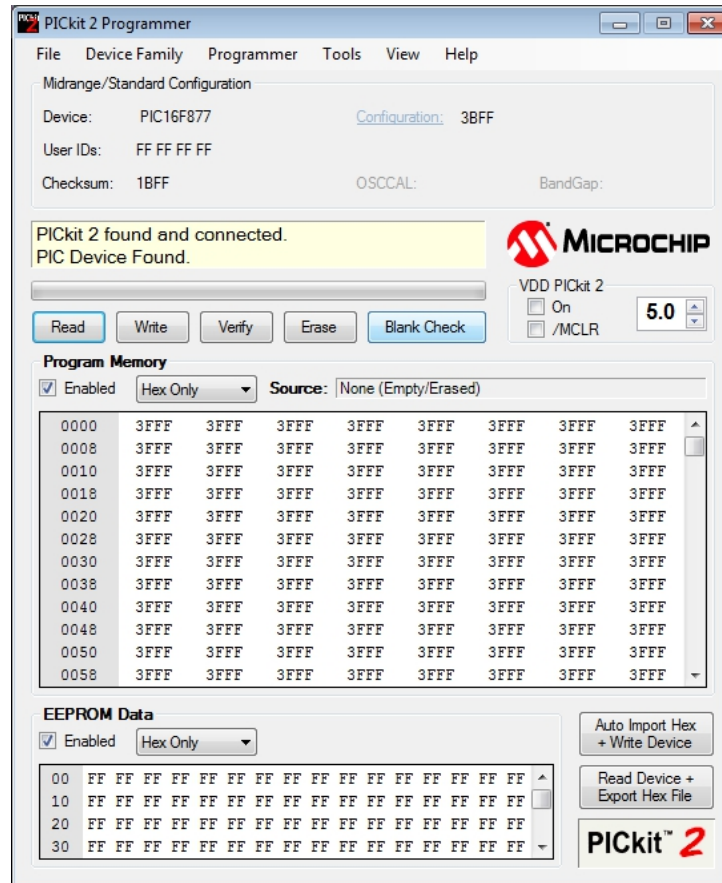 PICkit 2 Programmer
File Device Family Programmer Tools View Help
Midrange/Standard Configuration
Device: PIC16F877 Configuration: 3BFF
User IDs: FF FF FF FF
Checksum: 1BFF OSCCAL: BandGap:
PICkit 2 found and connected.
PIC Device Found.
MICROCHIP
VDD PICkit 2
On
/MCLR
5.0
Read Write Verify Erase Blank Check
Program Memory
Enabled Hex Only Source: None (Empty/Erased)
0000 3FFF 3FFF 3FFF 3FFF 3FFF 3FFF 3FFF 3FFF
0008 3FFF 3FFF 3FFF 3FFF 3FFF 3FFF 3FFF 3FFF
0010 3FFF 3FFF 3FFF 3FFF 3FFF 3FFF 3FFF 3FFF
0018 3FFF 3FFF 3FFF 3FFF 3FFF 3FFF 3FFF 3FFF
0020 3FFF 3FFF 3FFF 3FFF 3FFF 3FFF 3FFF 3FFF
0028 3FFF 3FFF 3FFF 3FFF 3FFF 3FFF 3FFF 3FFF
0030 3FFF 3FFF 3FFF 3FFF 3FFF 3FFF 3FFF 3FFF
0038 3FFF 3FFF 3FFF 3FFF 3FFF 3FFF 3FFF 3FFF
0040 3FFF 3FFF 3FFF 3FFF 3FFF 3FFF 3FFF 3FFF
0048 3FFF 3FFF 3FFF 3FFF 3FFF 3FFF 3FFF 3FFF
0050 3FFF 3FFF 3FFF 3FFF 3FFF 3FFF 3FFF 3FFF
0058 3FFF 3FFF 3FFF 3FFF 3FFF 3FFF 3FFF 3FFF
EEPROM Data
Enabled Hex Only
00 FF FF FF FF FF FF FF FF FF FF FF FF FF FF FF FF
10 FF FF FF FF FF FF FF FF FF FF FF FF FF FF FF FF
20 FF FF FF FF FF FF FF FF FF FF FF FF FF FF FF FF
30 FF FF FF FF FF FF FF FF FF FF FF FF FF FF FF FF
Auto Import Hex
+ Write Device
Read Device +
Export Hex File
PICkit™ 2